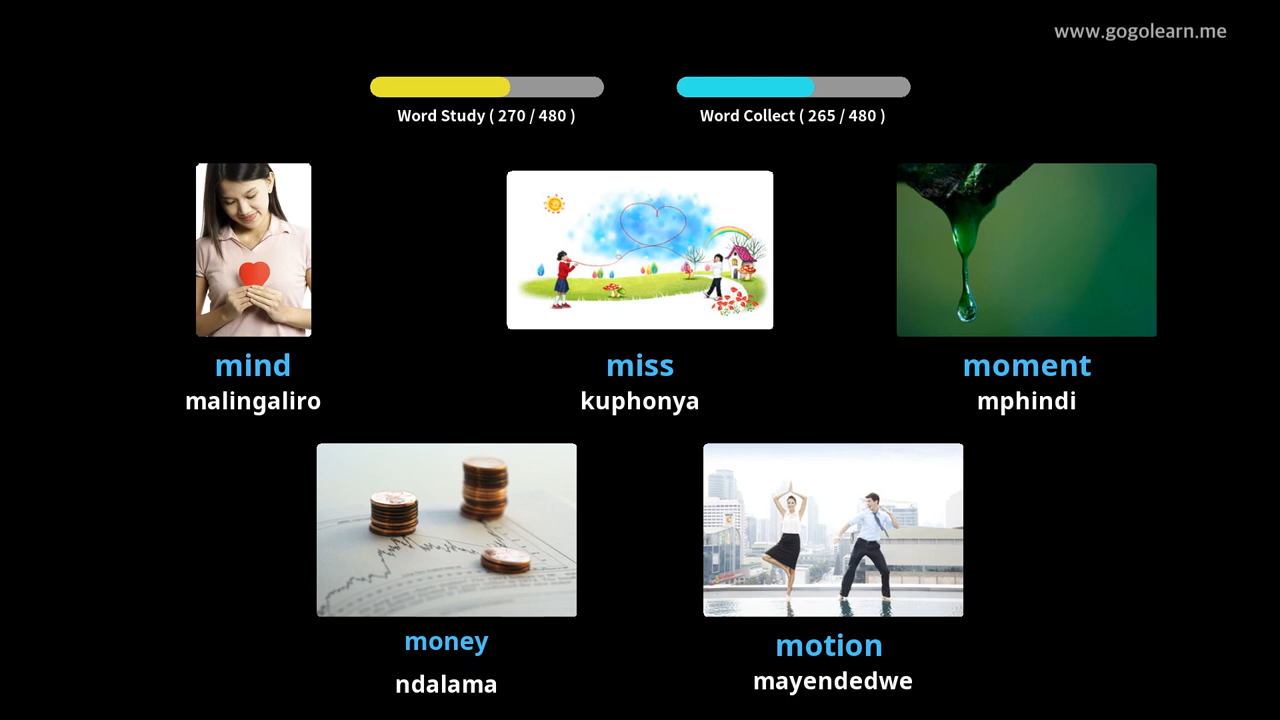 www.gogolearn.me
Word Study ( 270 / 480 )
Word Collect ( 265 / 480 )
mind
malingaliro
miss
kuphonya
moment
mphindi
money
ndalama
motion
mayendedwe